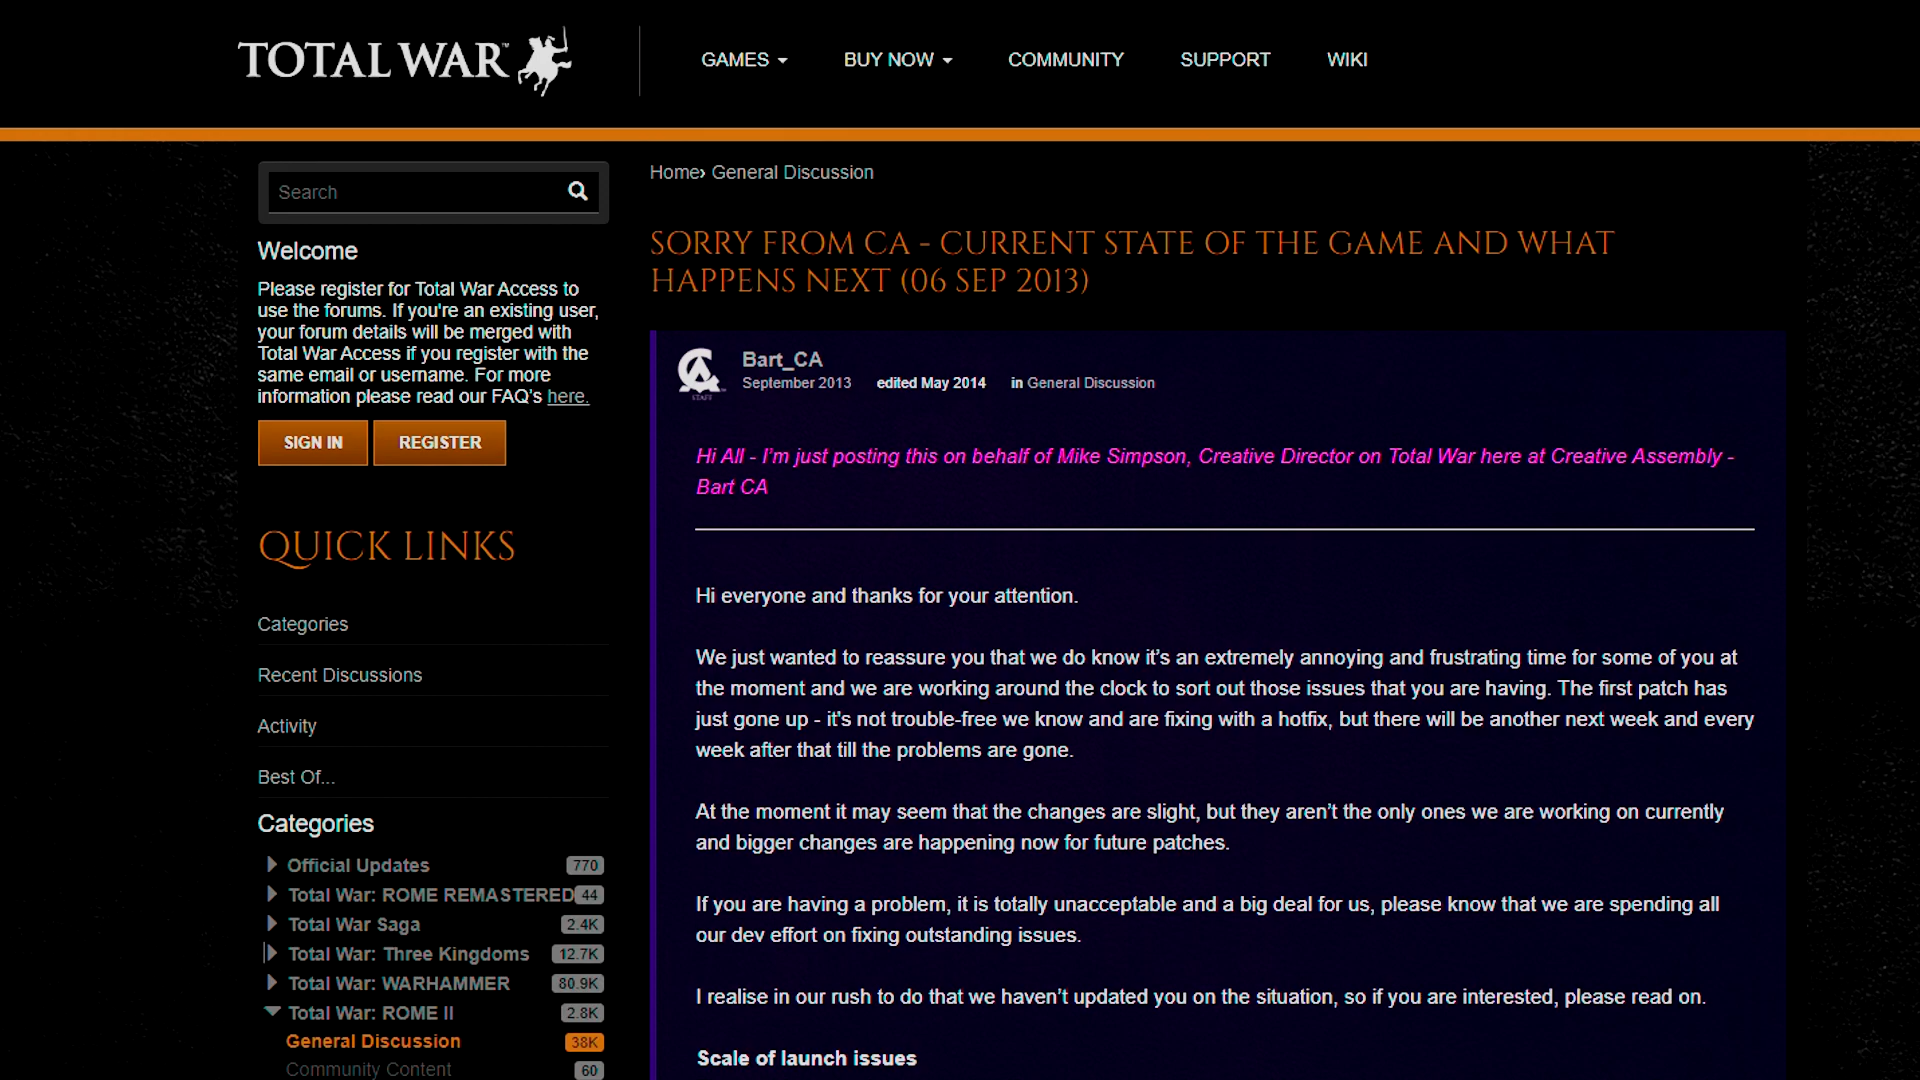 TOTAL WAR™
GAMES
BUY NOW
COMMUNITY
SUPPORT
WIKI
Search
Welcome
Please register for Total War Access to
use the forums. If you're an existing user,
your forum details will be merged with
Total War Access if you register with the
same email or username. For more
information please read our FAQ's here.
SIGN IN
REGISTER
QUICK LINKS
Categories
Recent Discussions
Activity
Best Of...
Categories
Official Updates 770
Total War: ROME REMASTERED 44
Total War Saga 2.4K
Total War: Three Kingdoms 12.7K
Total War: WARHAMMER 80.9K
Total War: ROME II 2.8K
General Discussion 38K
Community Content 60
Home› General Discussion
SORRY FROM CA - CURRENT STATE OF THE GAME AND WHAT
HAPPENS NEXT (06 SEP 2013)
STAFF
Bart_CA
September 2013 edited May 2014 in General Discussion
Hi All - I’m just posting this on behalf of Mike Simpson, Creative Director on Total War here at Creative Assembly -
Bart CA
Hi everyone and thanks for your attention.
We just wanted to reassure you that we do know it’s an extremely annoying and frustrating time for some of you at
the moment and we are working around the clock to sort out those issues that you are having. The first patch has
just gone up - it’s not trouble-free we know and are fixing with a hotfix, but there will be another next week and every
week after that till the problems are gone.
At the moment it may seem that the changes are slight, but they aren’t the only ones we are working on currently
and bigger changes are happening now for future patches.
If you are having a problem, it is totally unacceptable and a big deal for us, please know that we are spending all
our dev effort on fixing outstanding issues.
I realise in our rush to do that we haven’t updated you on the situation, so if you are interested, please read on.
Scale of launch issues